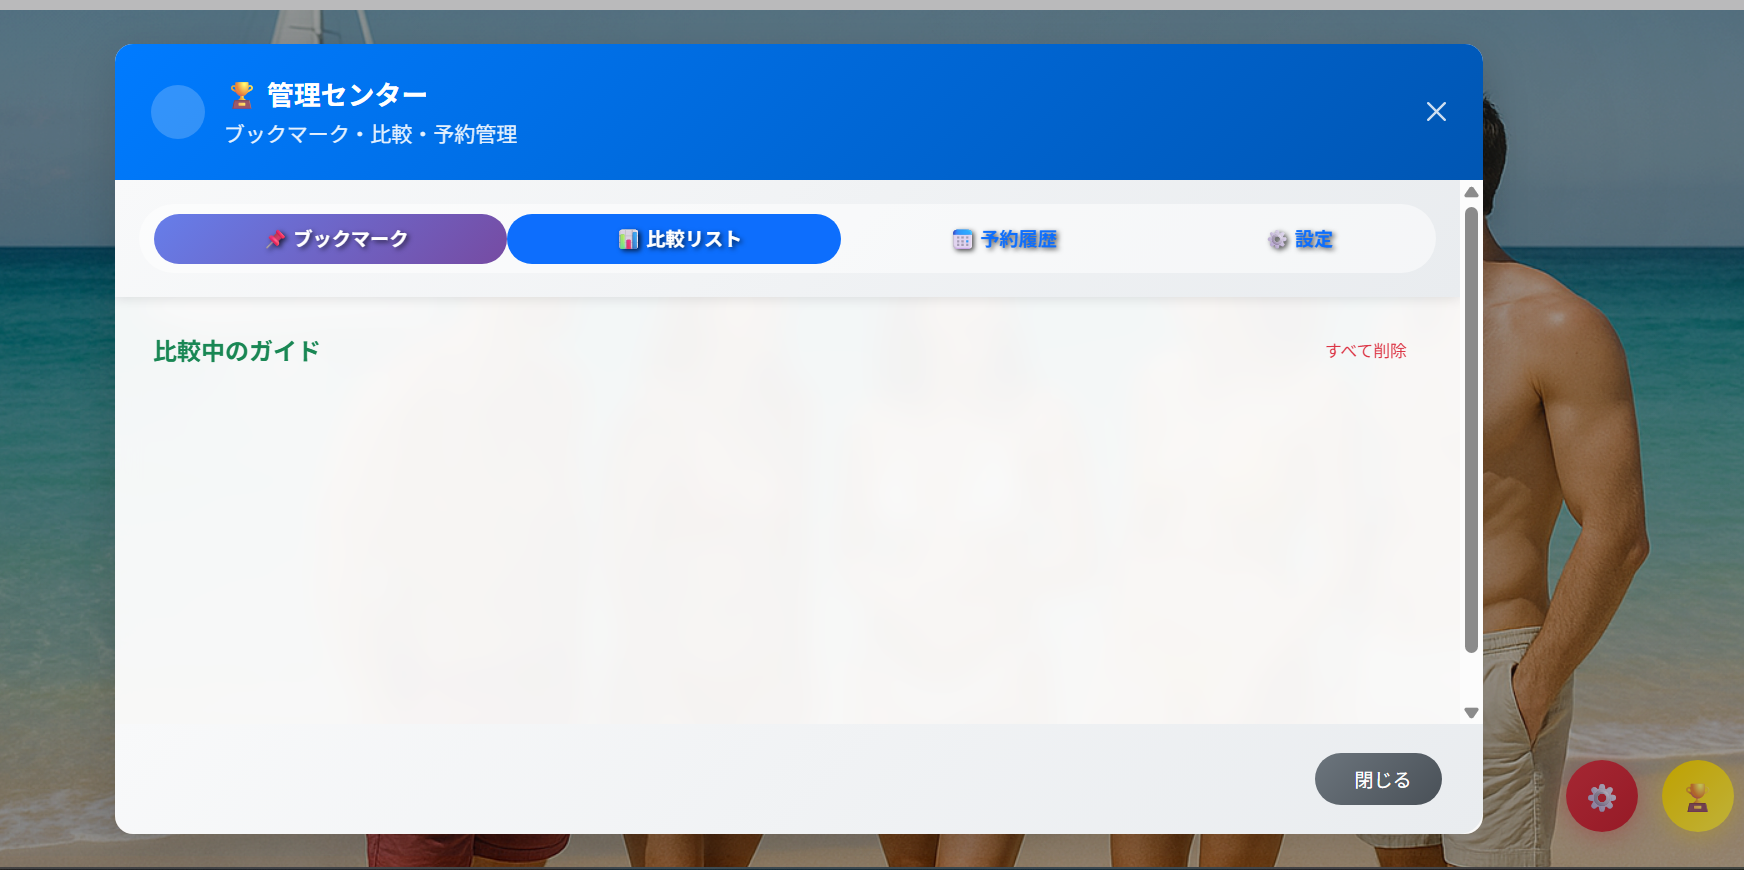 管理センター
ブックマーク・比較・予約管理
ブックマーク
比較リスト
予約履歴
設定
比較中のガイド
すべて削除
閉じる